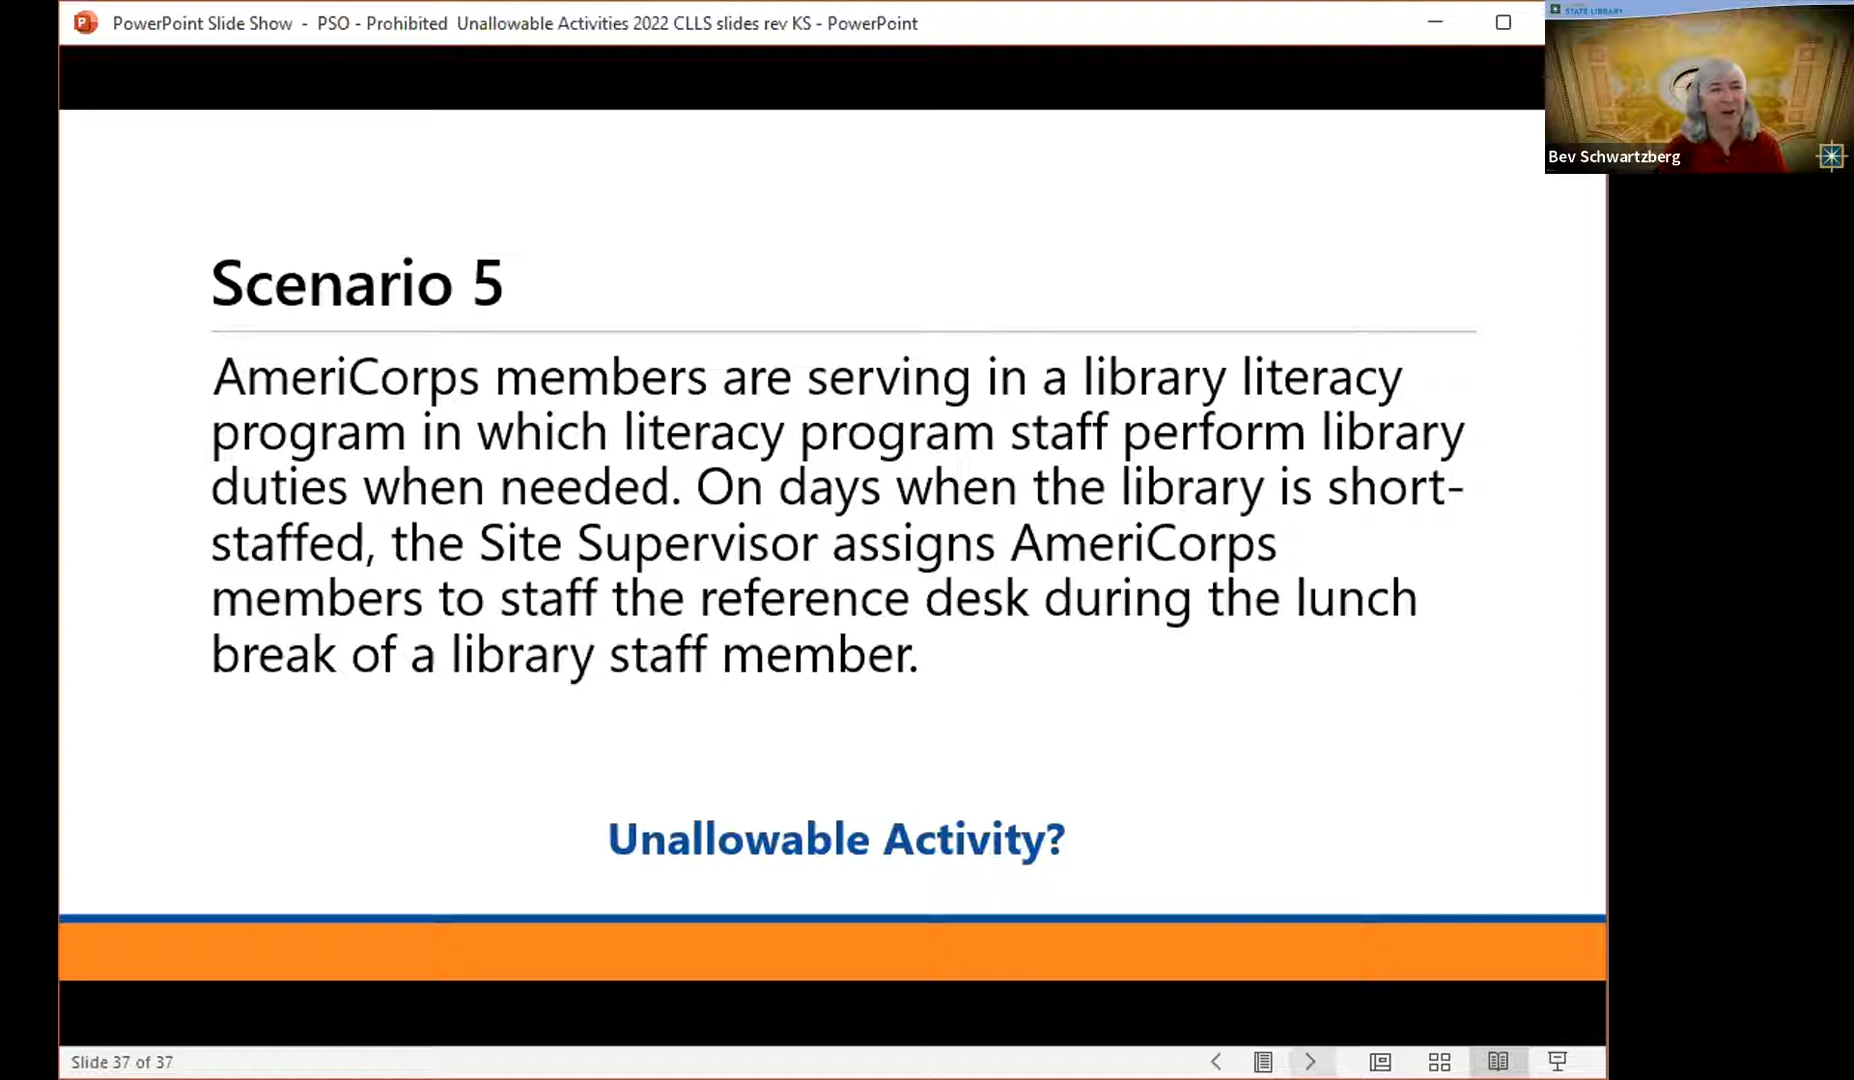 PowerPoint Slide Show - PSO - Prohibited Unallowable Activities 2022 CLLS slides rev KS - PowerPoint
STATE LIBRARY
Bev Schwartzberg
Scenario 5
AmeriCorps members are serving in a library literacy
program in which literacy program staff perform library
duties when needed. On days when the library is short-
staffed, the Site Supervisor assigns AmeriCorps
members to staff the reference desk during the lunch
break of a library staff member.
Unallowable Activity?
Slide 37 of 37